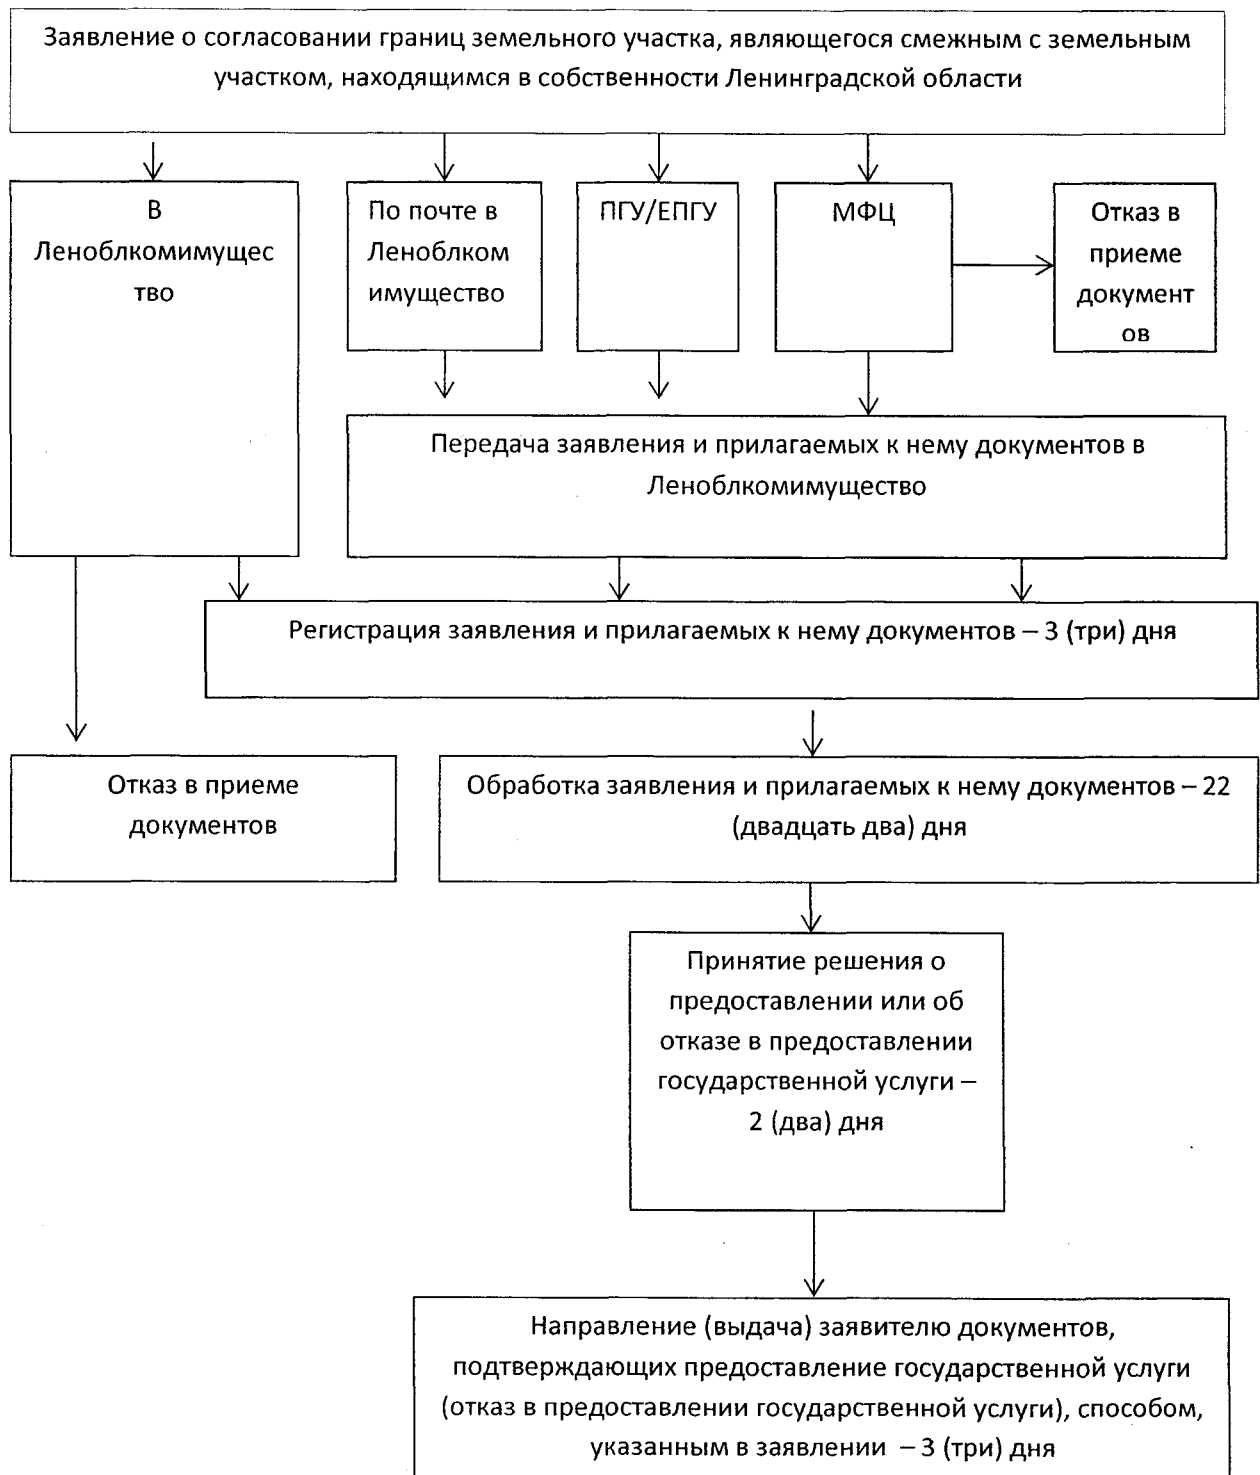 Заявление о согласовании границ земельного участка, являющегося смежным с земельным
участком, находящимся в собственности Ленинградской области
В
Леноблкомимущес
тво
По почте в
Леноблком
имущество
ПГУ/ЕПГУ
МФЦ
Отказ в
приеме
документ
ов
Передача заявления и прилагаемых к нему документов в
Леноблкомимущество
Регистрация заявления и прилагаемых к нему документов – 3 (три) дня
Отказ в приеме
документов
Обработка заявления и прилагаемых к нему документов – 22
(двадцать два) дня
Принятие решения о
предоставлении или об
отказе в предоставлении
государственной услуги –
2 (два) дня
Направление (выдача) заявителю документов,
подтверждающих предоставление государственной услуги
(отказ в предоставлении государственной услуги), способом,
указанным в заявлении – 3 (три) дня